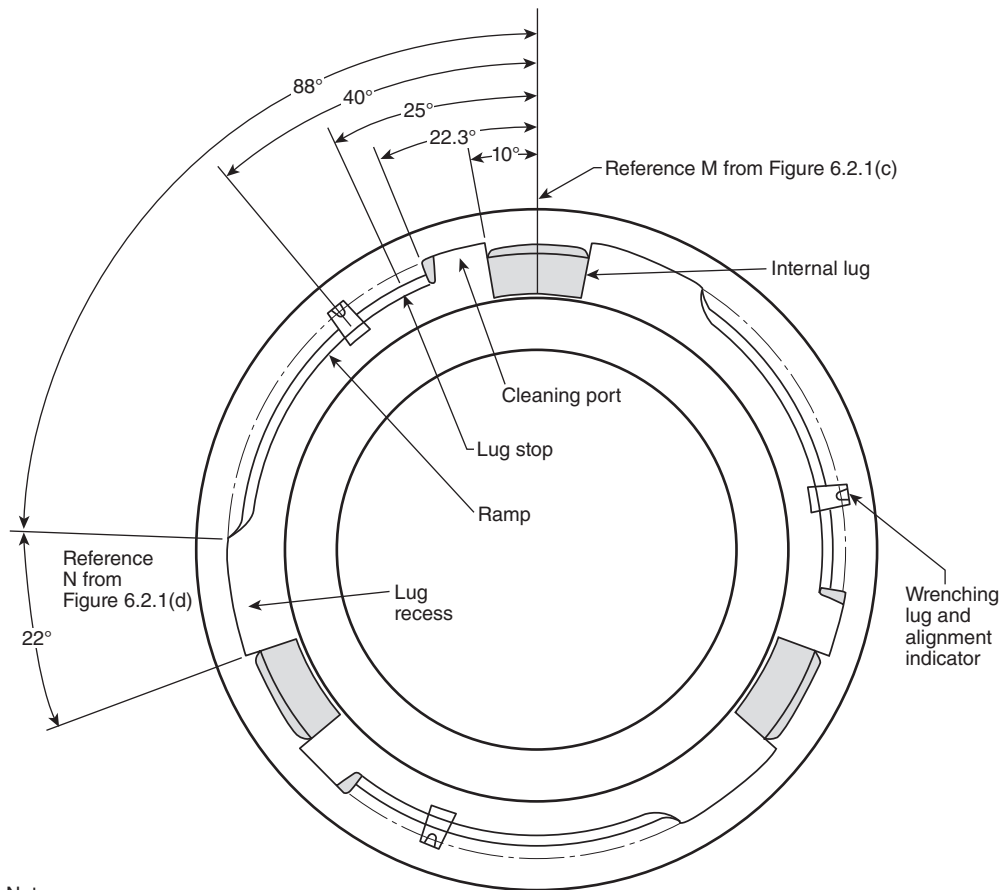 88°
40°
25°
22.3°
10°
Reference M from Figure 6.2.1(c)
Internal lug
Cleaning port
Lug stop
Ramp
Reference
N from
Figure 6.2.1(d)
Lug
recess
22°
Wrenching
lug and
alignment
indicator